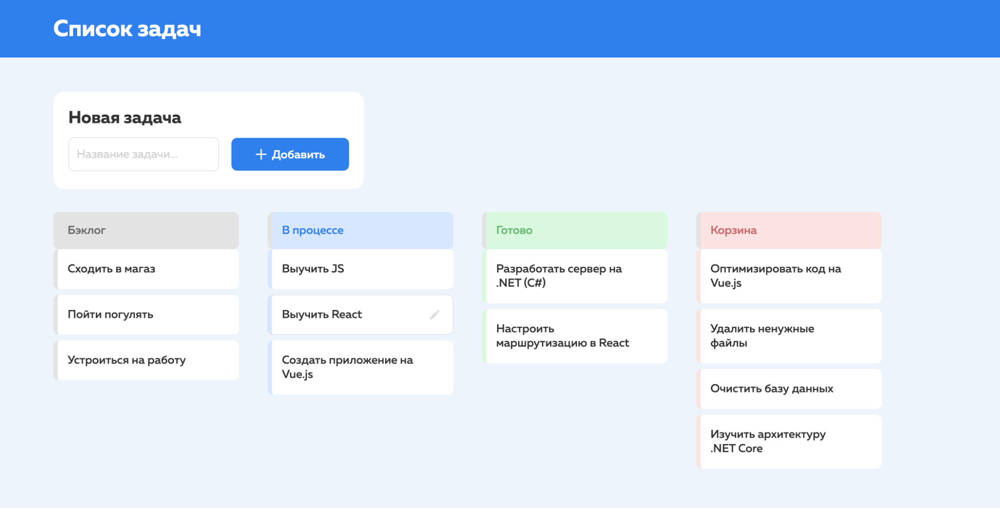 Список задач
Новая задача
Название задачи...
Добавить
Бэклог
Сходить в магаз
Пойти погулять
Устроиться на работу
В процессе
Выучить JS
Выучить React
Создать приложение на
Vue.js
Готово
Разработать сервер на
.NET (C#)
Настроить
маршрутизацию в React
Корзина
Оптимизировать код на
Vue.js
Удалить ненужные
файлы
Очистить базу данных
Изучить архитектуру
.NET Core